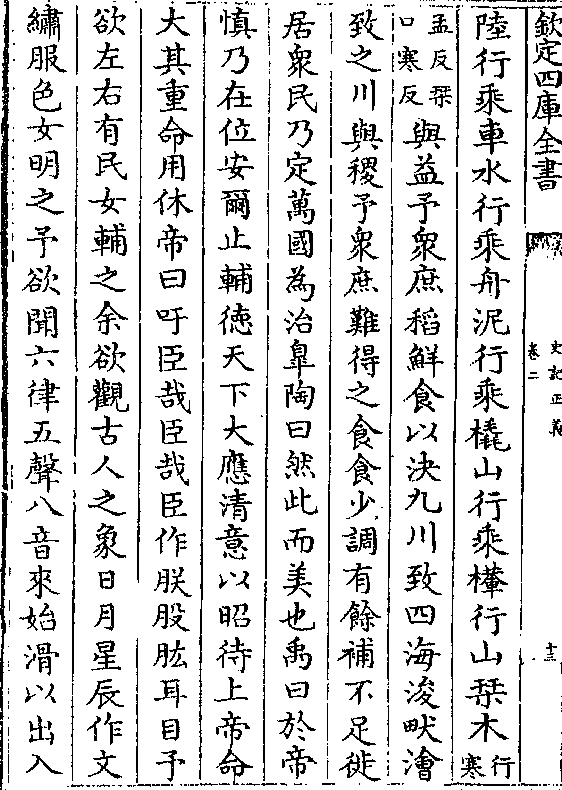 欽定四庫全書
史記正義
卷二
十三
陸行乘車水行乘舟泥行乘橇山行乘檋行山栞木行寒
孟反栞口寒反與益予衆庶稻鮮食以決九川致四海浚畎澮
致之川與稷予衆庶難得之食食少調有餘補不足徙
居衆民乃定萬國為治臯陶曰然此而美也禹曰於帝
慎乃在位安爾止輔徳天下大應清意以昭待上帝命
大其重命用休帝曰吁臣哉臣哉臣作朕股肱耳目予
欲左右有民女輔之余欲觀古人之象日月星辰作文
繡服色女明之予欲聞六律五聲八音來始滑以出入